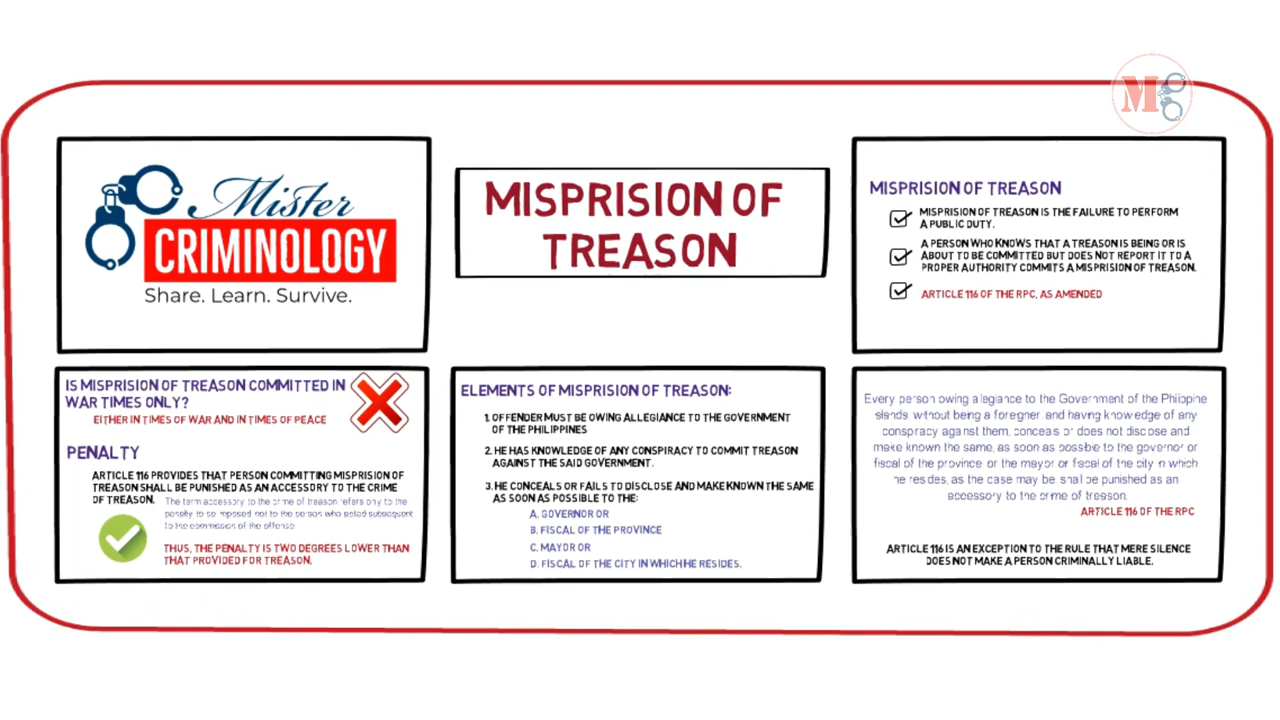 M
Mister
CRIMINOLOGY
Share. Learn. Survive.
MISPRISION OF
TREASON
MISPRISION OF TREASON
MISPRISION OF TREASON IS THE FAILURE TO PERFORM
A PUBLIC DUTY.
A PERSON WHO KNOWS THAT A TREASON IS BEING OR IS
ABOUT TO BE COMMITTED BUT DOES NOT REPORT IT TO A
PROPER AUTHORITY COMMITS A MISPRISION OF TREASON.
ARTICLE 116 OF THE RPC, AS AMENDED
IS MISPRISION OF TREASON COMMITTED IN
WAR TIMES ONLY?
EITHER IN TIMES OF WAR AND IN TIMES OF PEACE
PENALTY
ARTICLE 116 PROVIDES THAT PERSON COMMITTING MISPRISION OF
TREASON SHALL BE PUNISHED AS AN ACCESSORY TO THE CRIME
OF TREASON. The term accessory to the crime of treason refers only to the
penalty to be imposed not to the person who acted subsequent
to the commission of the offense
THUS, THE PENALTY IS TWO DEGREES LOWER THAN
THAT PROVIDED FOR TREASON.
ELEMENTS OF MISPRISION OF TREASON:
1. OFFENDER MUST BE OWING ALLEGIANCE TO THE GOVERNMENT
OF THE PHILIPPINES
2. HE HAS KNOWLEDGE OF ANY CONSPIRACY TO COMMIT TREASON
AGAINST THE SAID GOVERNMENT.
3. HE CONCEALS OR FAILS TO DISCLOSE AND MAKE KNOWN THE SAME
AS SOON AS POSSIBLE TO THE:
A. GOVERNOR OR
B. FISCAL OF THE PROVINCE
C. MAYOR OR
D. FISCAL OF THE CITY IN WHICH HE RESIDES.
Every person owing allegiance to the Government of the Philippine
islands, without being a foreigner, and having knowledge of any
conspiracy against them, conceals or does not disclose and
make known the same, as soon as possible to the governor or
fiscal of the province, or the mayor or fiscal of the city in which
he resides, as the case may be, shall be punished as an
accessory to the crime of treason.
ARTICLE 116 OF THE RPC
ARTICLE 116 IS AN EXCEPTION TO THE RULE THAT MERE SILENCE
DOES NOT MAKE A PERSON CRIMINALLY LIABLE.